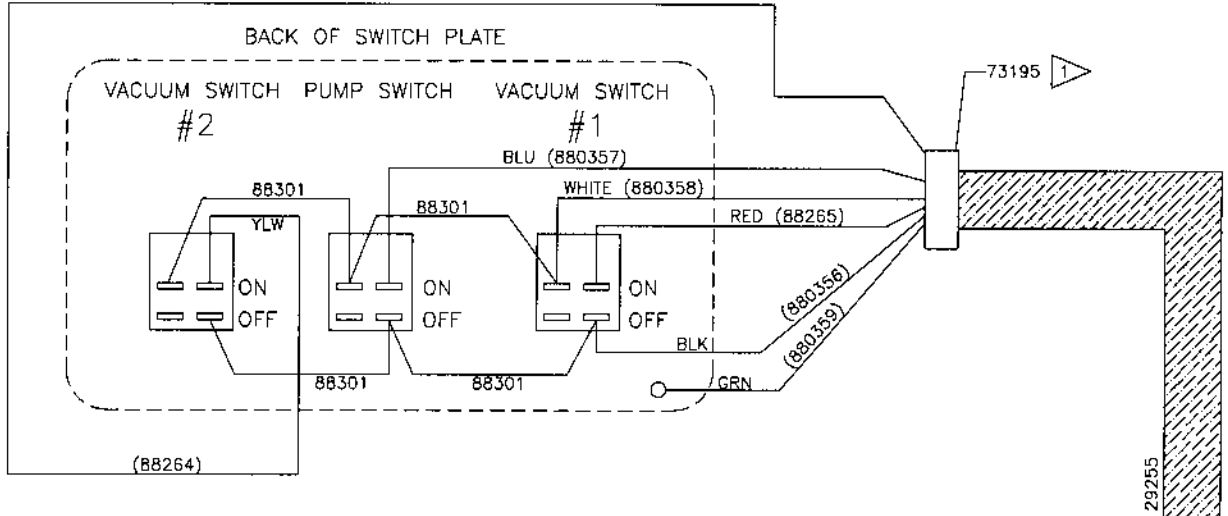 BACK OF SWITCH PLATE
73195 1
VACUUM SWITCH PUMP SWITCH VACUUM SWITCH
#2 #1
BLU (880357)
88301 WHITE (880358)
88301
YLW RED (88265)
ON ON ON
(880356)
OFF OFF OFF
(880359)
BLK
88301 88301 GRN
(88264)
29255